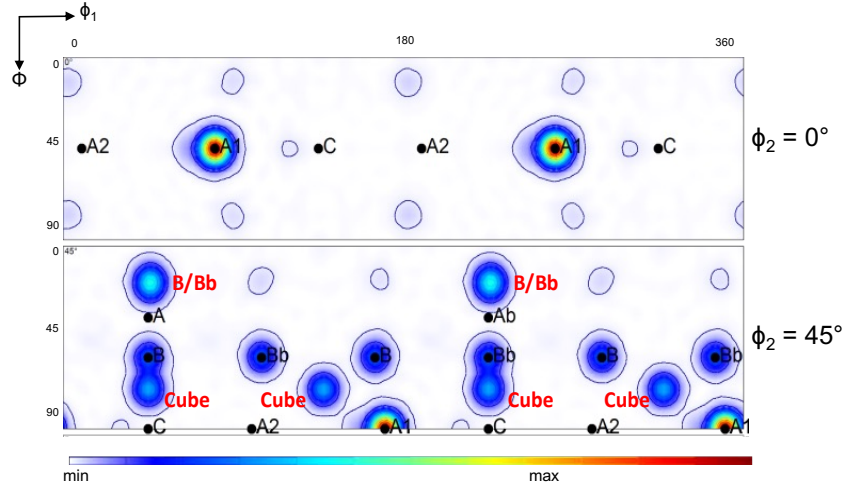 ϕ1
Φ
0 180 360
0 0°
45 A2 A1 C A2 A1 C
90
ϕ2 = 0°
0 45°
B/Bb B/Bb
A Ab
45
B Bb B Bb B Bb
Cube Cube Cube Cube
90
C A2 A1 C A2 A1
ϕ2 = 45°
min max